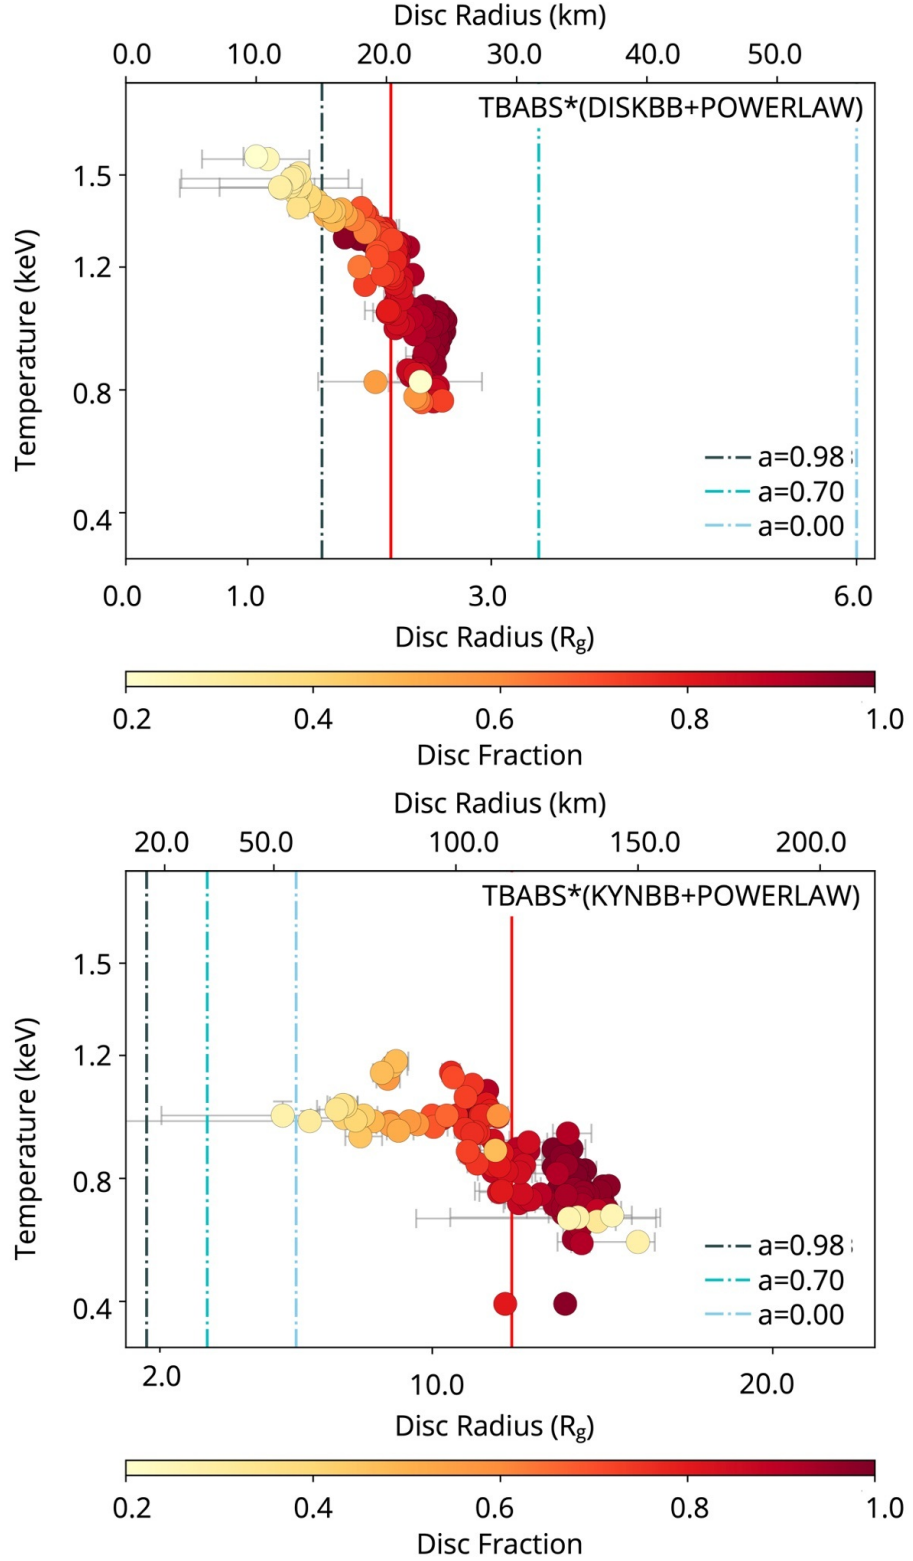 Disc Radius (km)
0.0 10.0 20.0 30.0 40.0 50.0
TBABS*(DISKBB+POWERLAW)
1.5
1.2
0.8
0.4
Temperature (keV)
a=0.98
a=0.70
a=0.00
0.0 1.0 3.0 6.0
Disc Radius (Rg)
0.2 0.4 0.6 0.8 1.0
Disc Fraction
Disc Radius (km)
20.0 50.0 100.0 150.0 200.0
TBABS*(KYNBB+POWERLAW)
1.5
1.2
0.8
0.4
Temperature (keV)
a=0.98
a=0.70
a=0.00
2.0 10.0 20.0
Disc Radius (Rg)
0.2 0.4 0.6 0.8 1.0
Disc Fraction